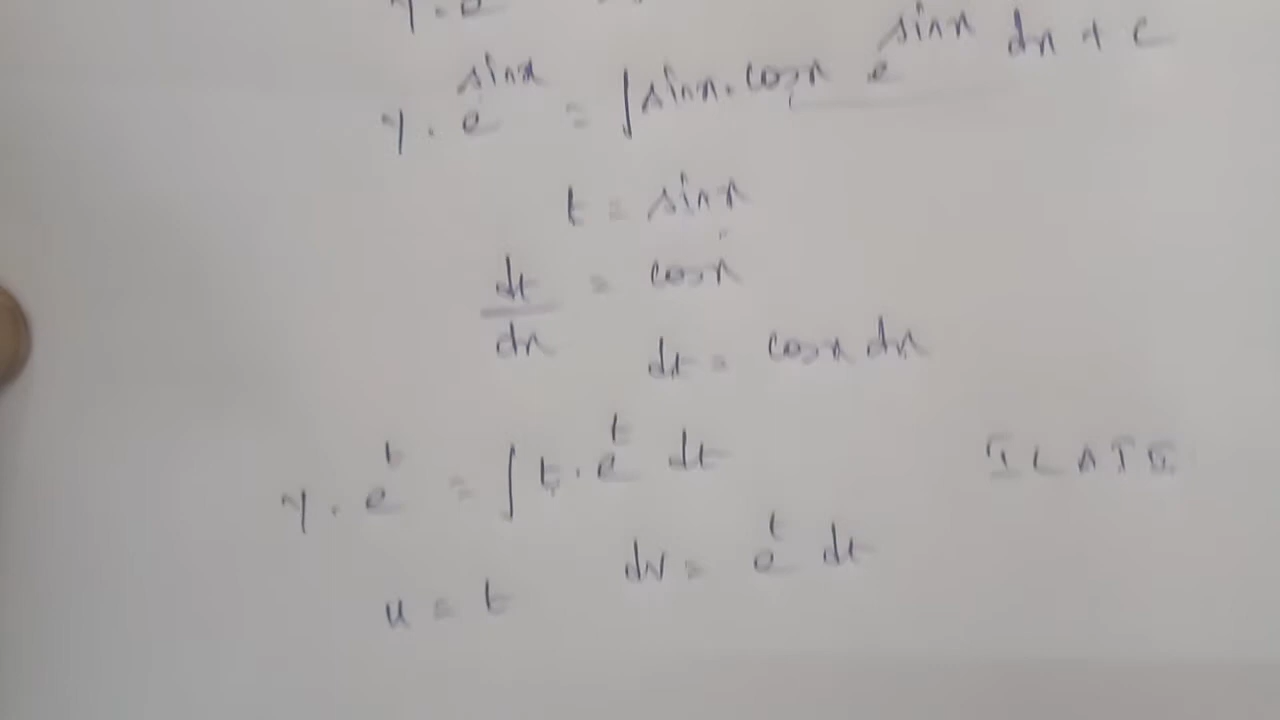 y . e
y . e^{sinx} = ∫ sinx . cosx e^{sinx} dx + c
t = sinx
dt/dx = cosx
dt = cosx dx
y . e^t = ∫ t . e^t dt ILATE
u = t dv = e^t dt